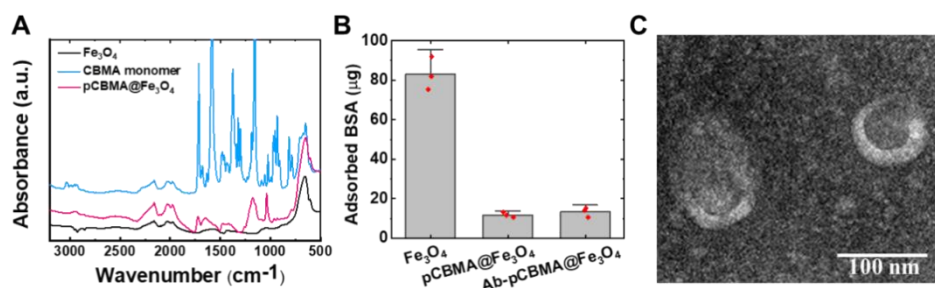 A
Absorbance (a.u.)
Fe₃O₄
CBMA monomer
pCBMA@Fe₃O₄
3000 2500 2000 1500 1000 500
Wavenumber (cm-1)
B
Adsorbed BSA (µg)
100
80
60
40
20
0
Fe₃O₄
pCBMA@Fe₃O₄
Ab-pCBMA@Fe₃O₄
C
100 nm